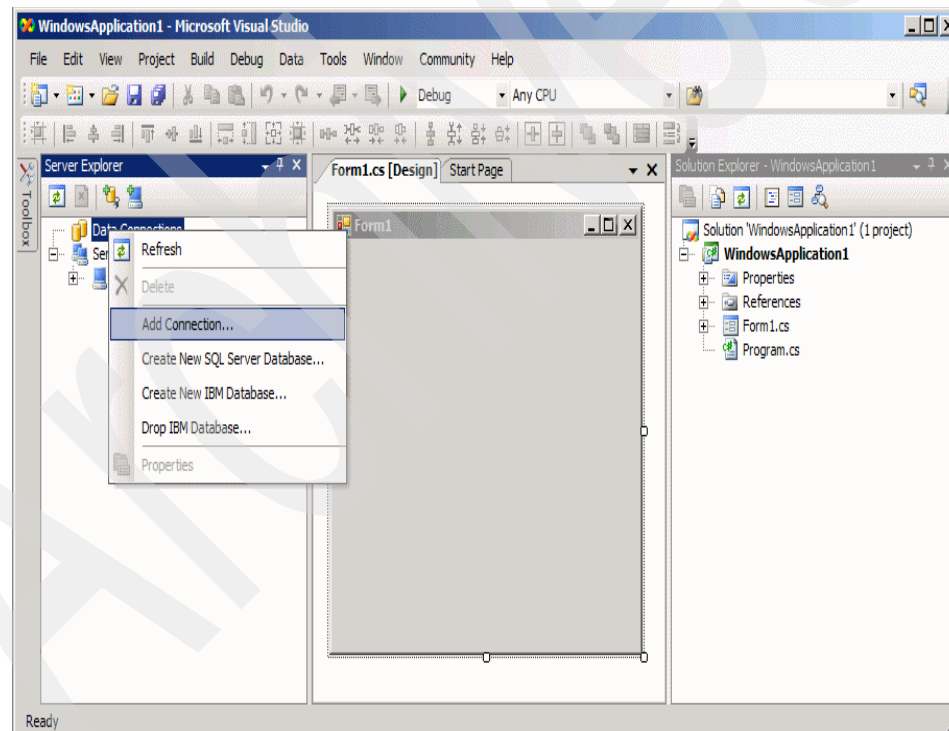 WindowsApplication1 - Microsoft Visual Studio
File Edit View Project Build Debug Data Tools Window Community Help
Debug Any CPU
Toolbox
Server Explorer
Data Connections
Ser
Refresh
Delete
Add Connection...
Create New SQL Server Database...
Create New IBM Database...
Drop IBM Database...
Properties
Form1.cs [Design] Start Page
Form1
Solution Explorer - WindowsApplication1
Solution 'WindowsApplication1' (1 project)
WindowsApplication1
Properties
References
Form1.cs
Program.cs
Ready